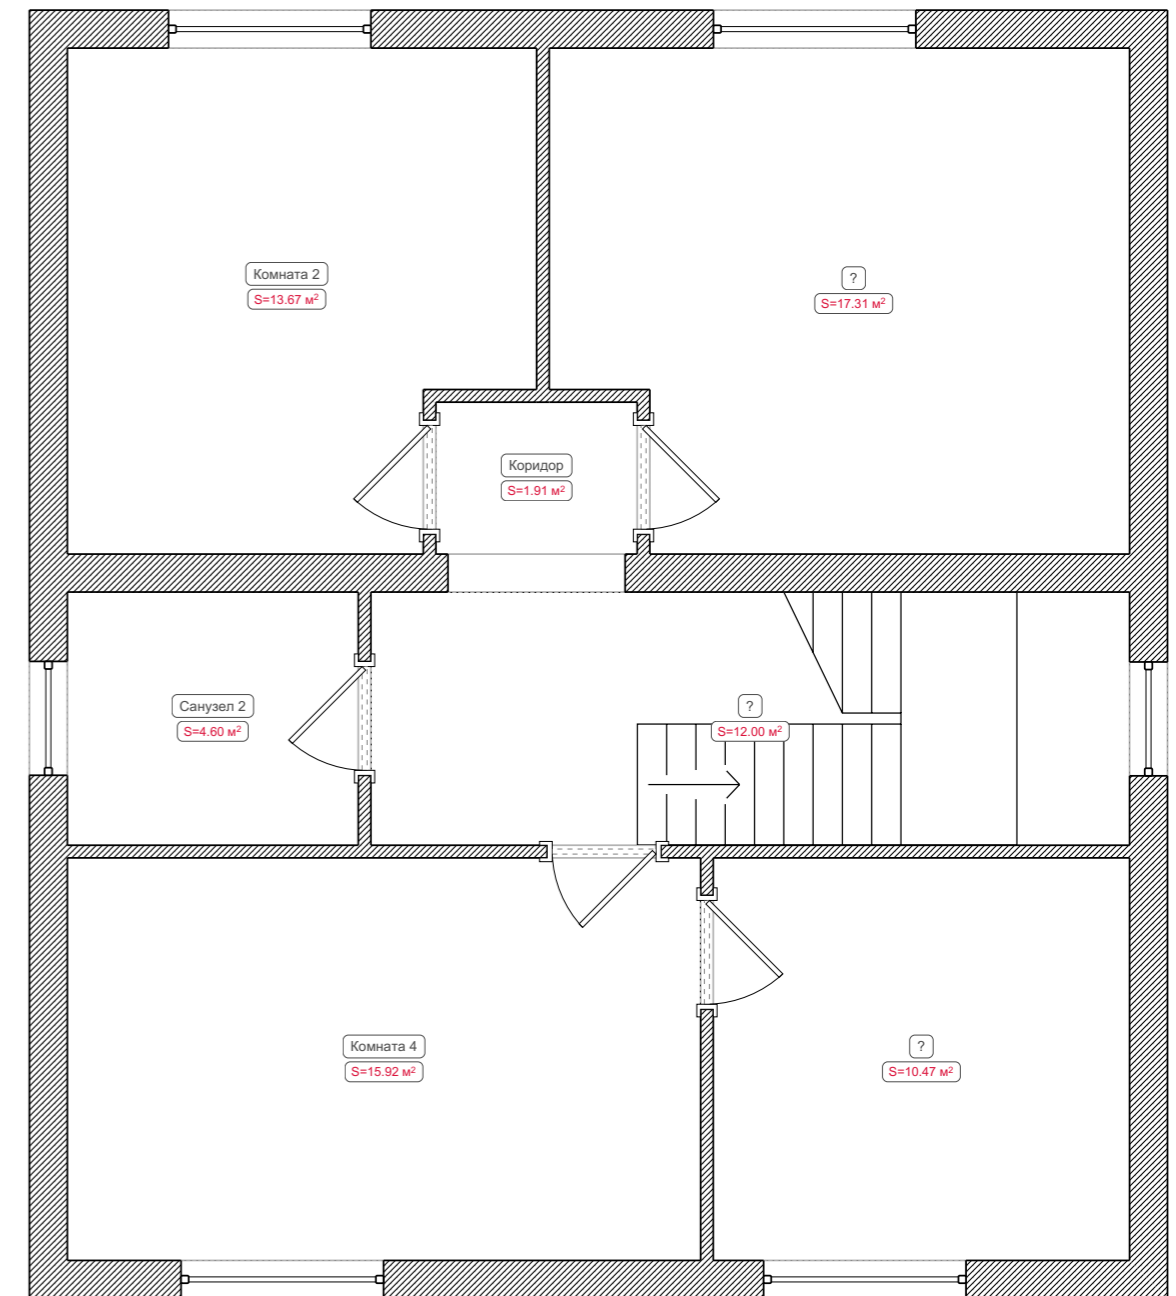 Комната 2
S=13.67 м²
?
S=17.31 м²
Коридор
S=1.91 м²
Санузел 2
S=4.60 м²
?
S=12.00 м²
Комната 4
S=15.92 м²
?
S=10.47 м²